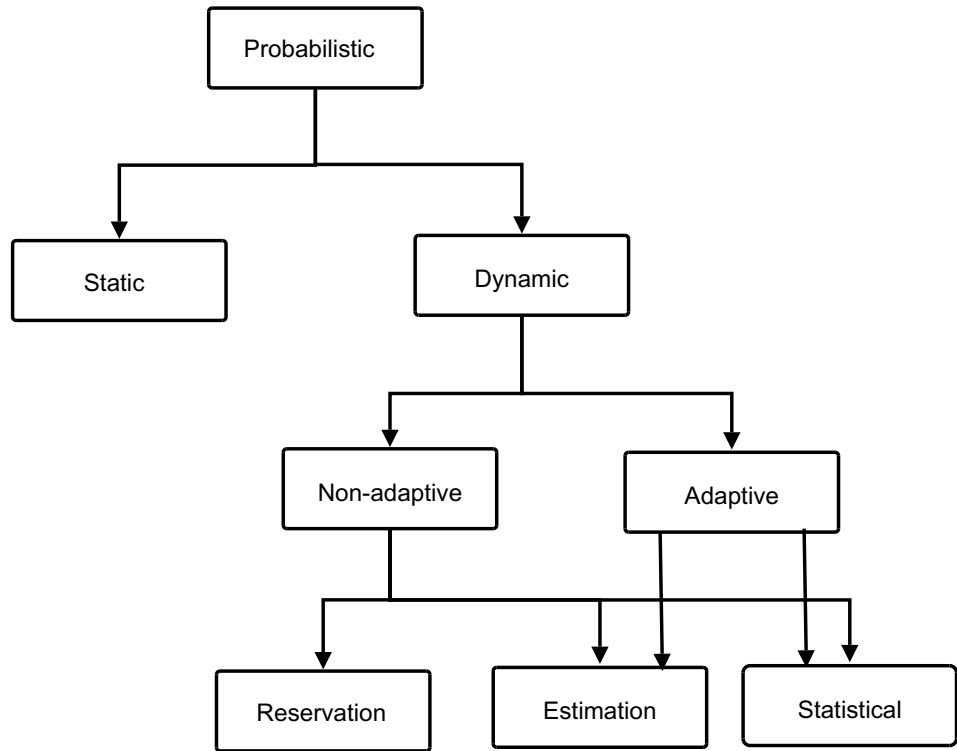 Probabilistic
Static
Dynamic
Non-adaptive
Adaptive
Reservation
Estimation
Statistical